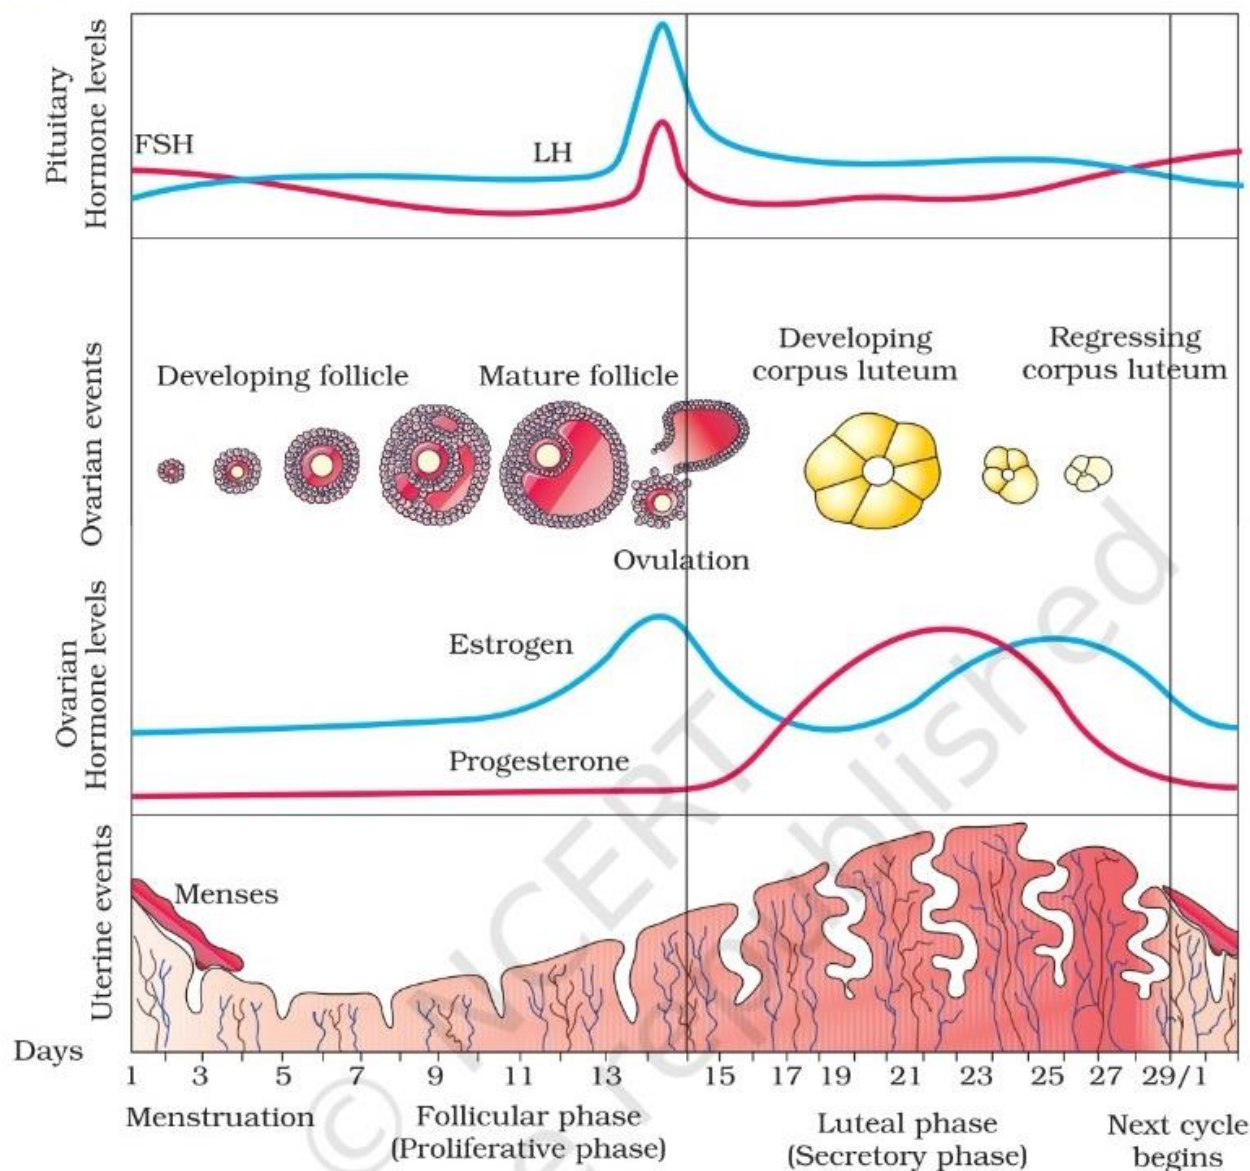 Pituitary
Hormone levels
FSH
LH
Ovarian events
Developing follicle
Mature follicle
Developing
corpus luteum
Regressing
corpus luteum
Ovulation
Ovarian
Hormone levels
Estrogen
Progesterone
Uterine events
Menses
Days
1 3 5 7 9 11 13 15 17 19 21 23 25 27 29/1
Menstruation
Follicular phase
(Proliferative phase)
Luteal phase
(Secretory phase)
Next cycle
begins
© NCERT
republished